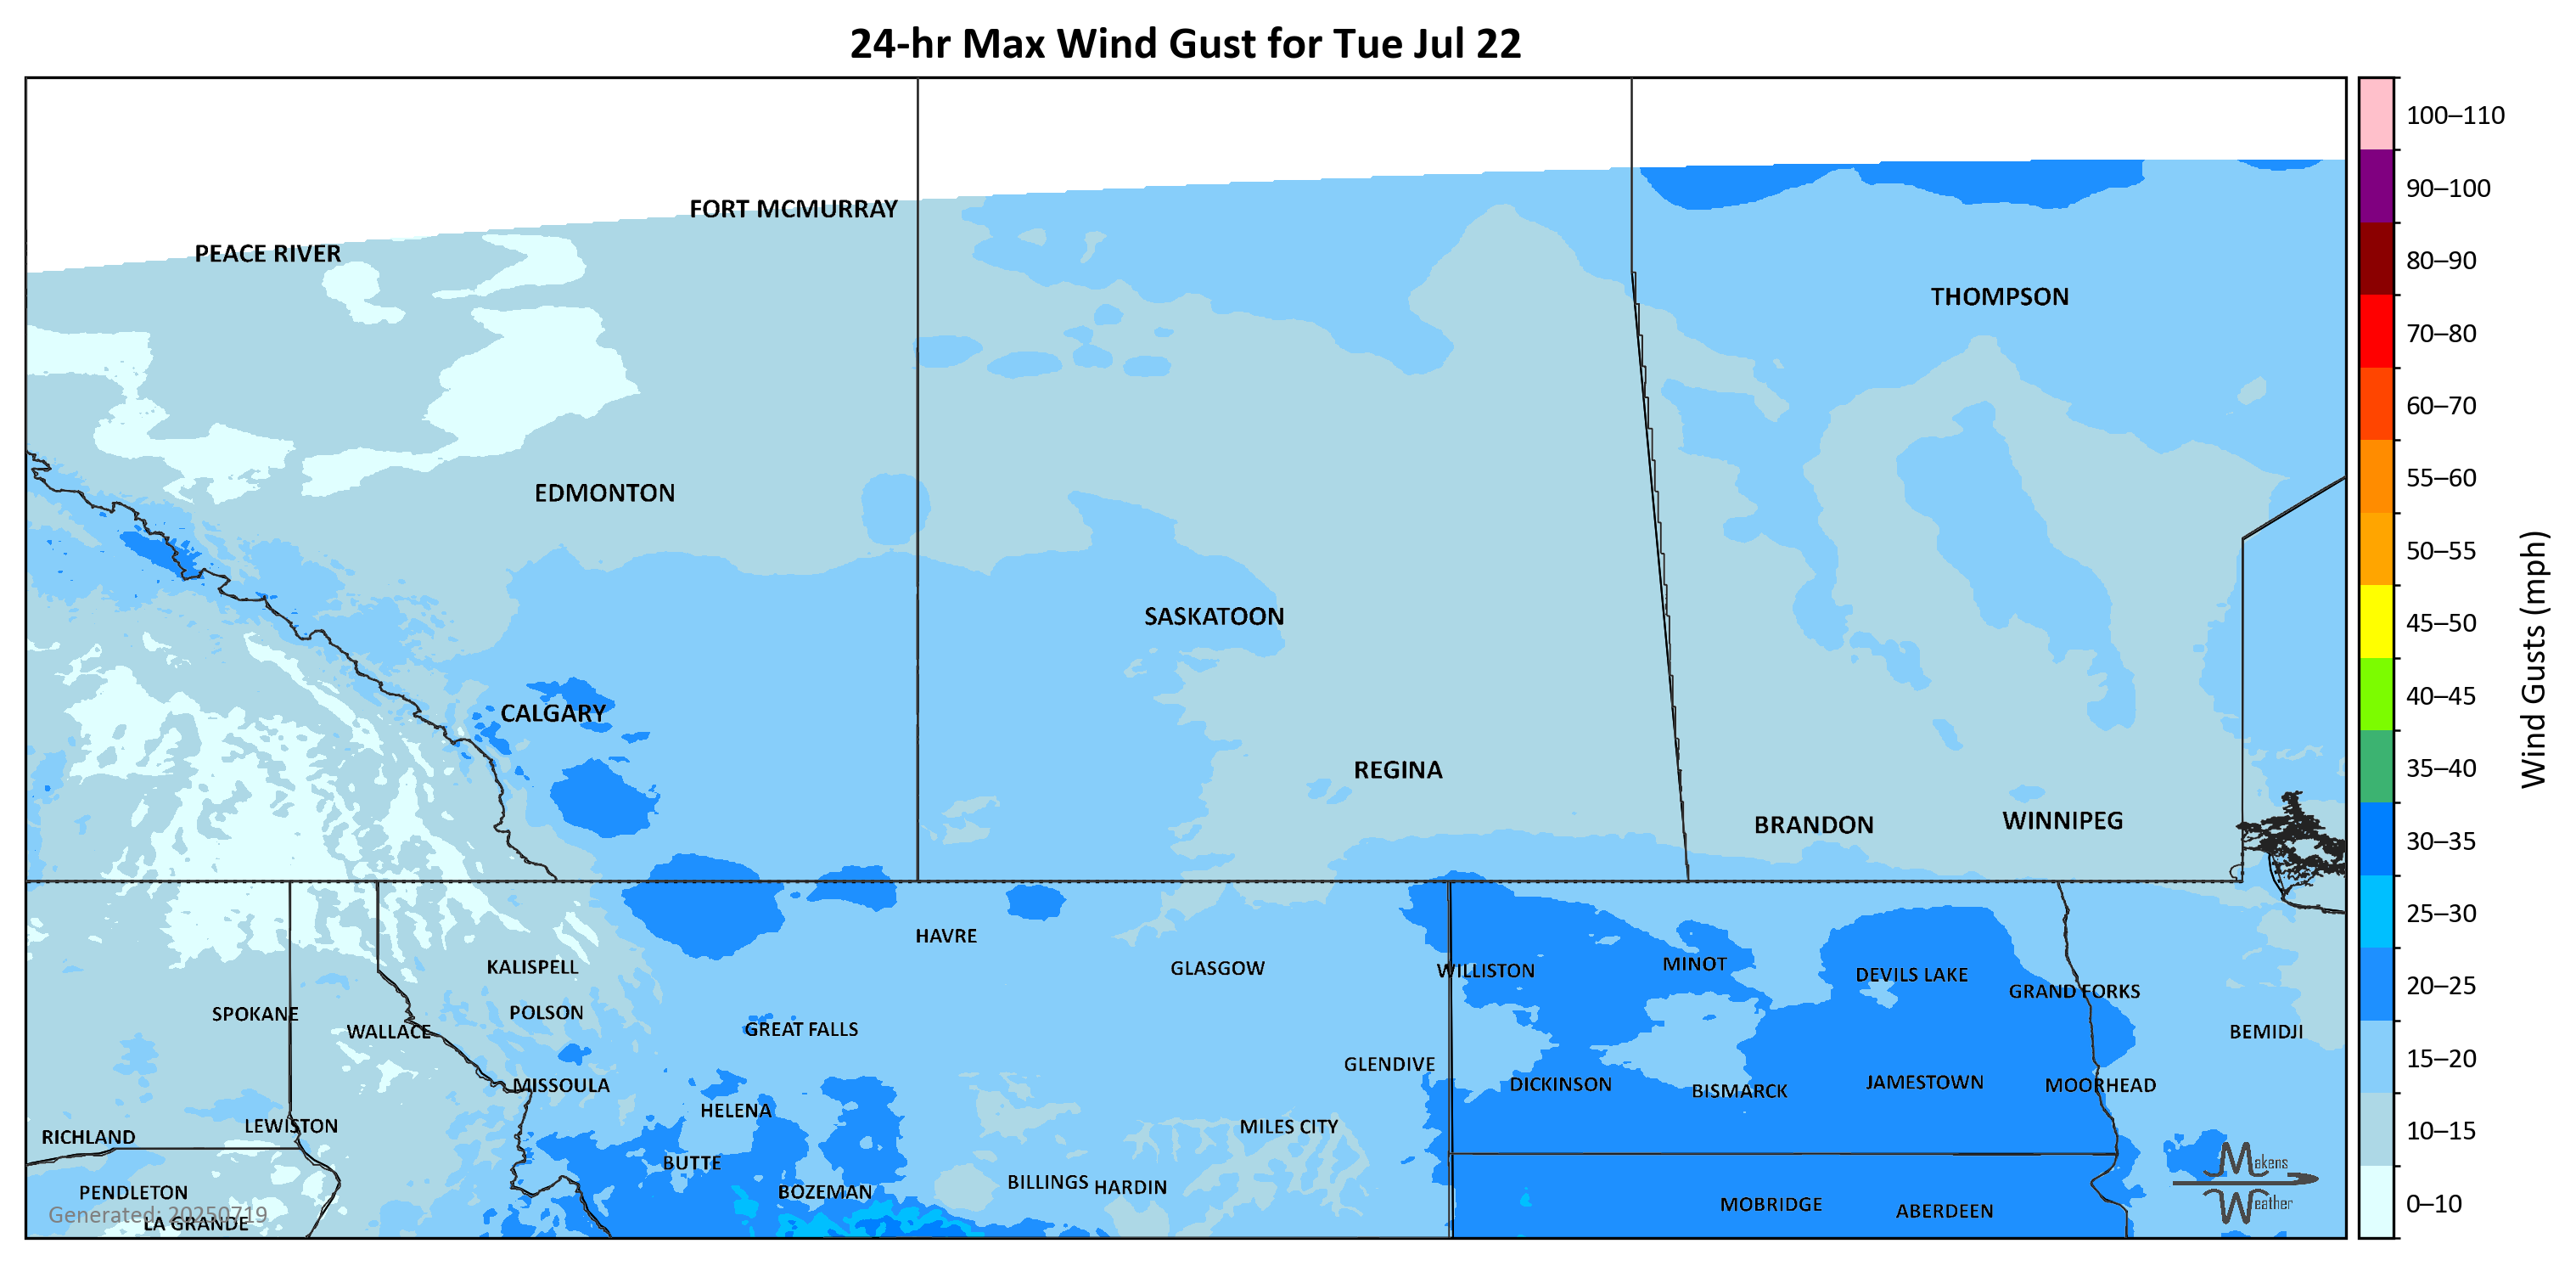 24-hr Max Wind Gust for Tue Jul 22
100–110
90–100
80–90
70–80
60–70
55–60
50–55
45–50
40–45
35–40
30–35
25–30
20–25
15–20
10–15
0–10
Wind Gusts (mph)
FORT MCMURRAY
PEACE RIVER
THOMPSON
EDMONTON
SASKATOON
CALGARY
REGINA
BRANDON
WINNIPEG
HAVRE
KALISPELL
GLASGOW
WILLISTON
MINOT
DEVILS LAKE
GRAND FORKS
SPOKANE
POLSON
WALLACE
GREAT FALLS
BEMIDJI
GLENDIVE
MISSOULA
DICKINSON
BISMARCK
JAMESTOWN
MOORHEAD
HELENA
LEWISTON
MILES CITY
RICHLAND
BUTTE
BILLINGS
HARDIN
PENDLETON
BOZEMAN
MOBRIDGE
ABERDEEN
LA GRANDE
Generated: 20250719
Makens
Weather